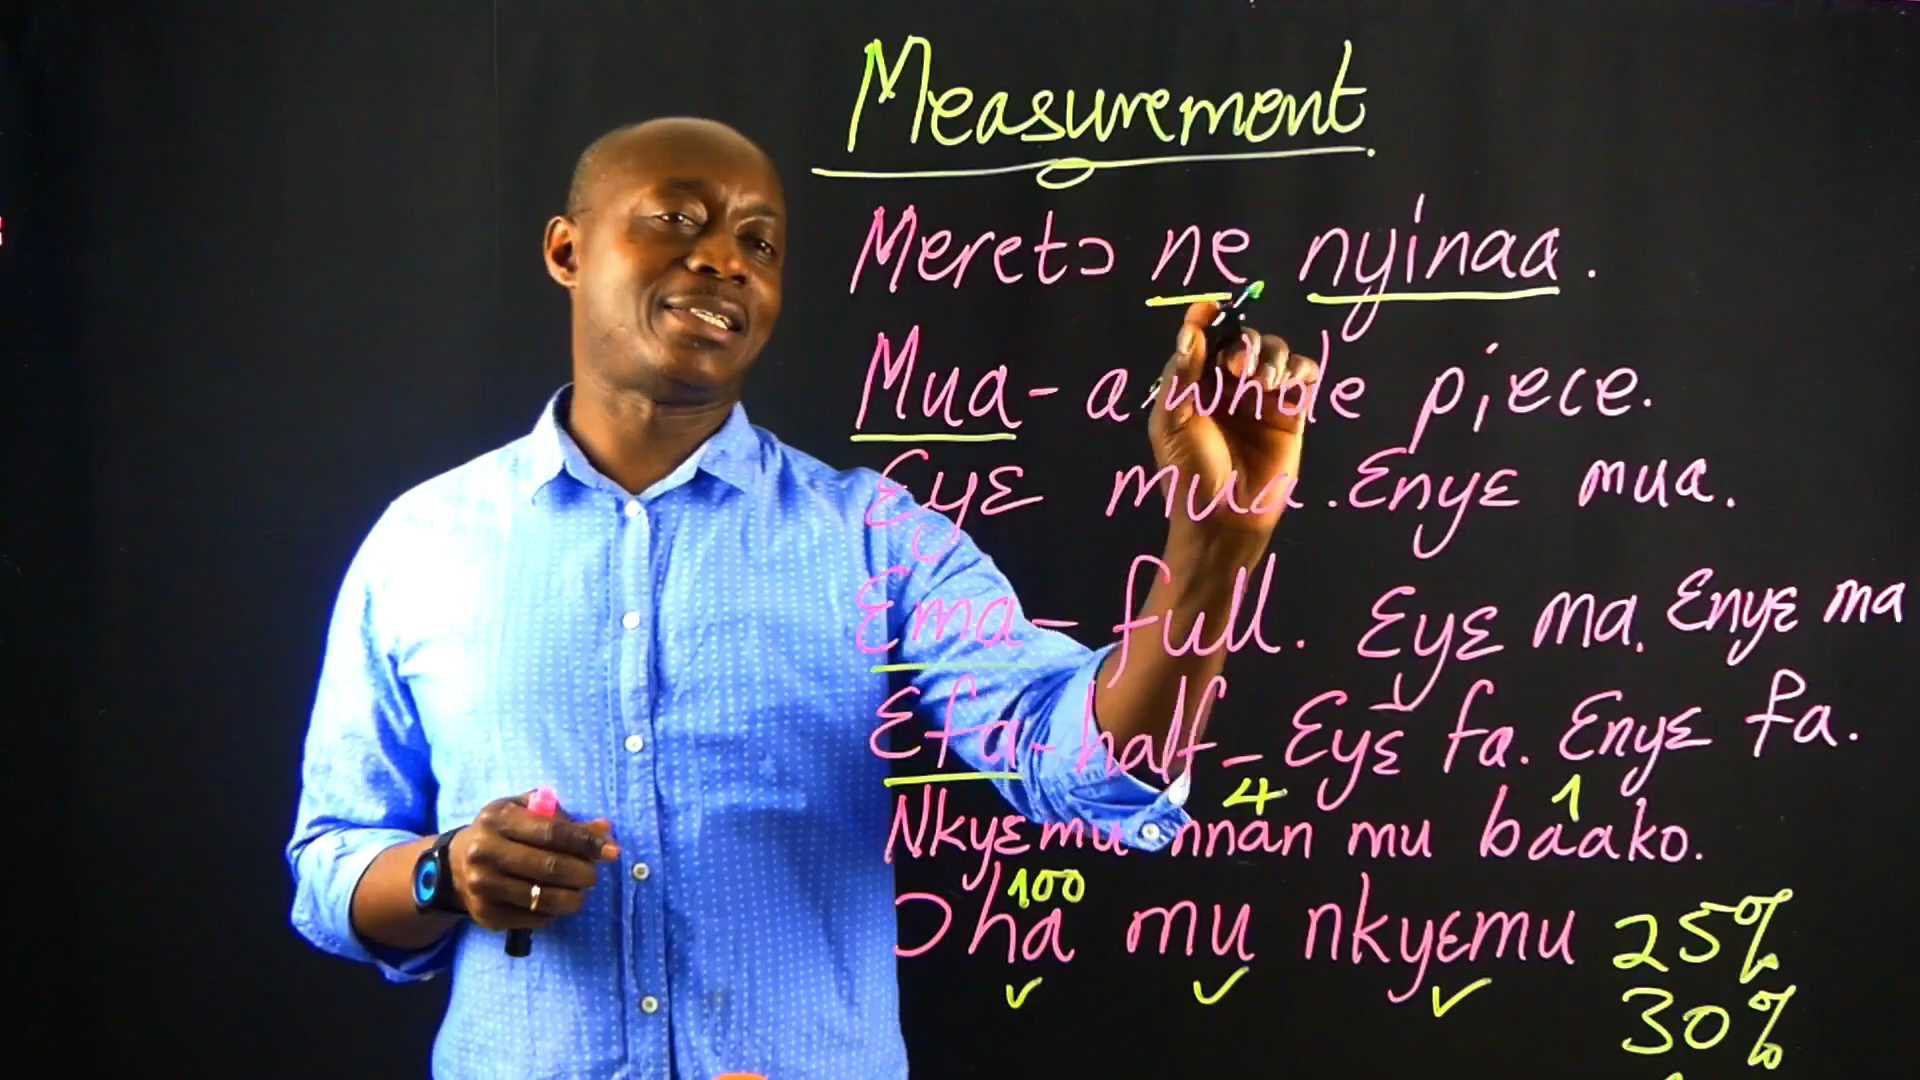 Measurement.
Meretɔ ne nyinaa.
Mua - a whole piece.
Ɛyɛ mua. Ɛnyɛ mua.
Ɛma - full. Ɛyɛ ma. Ɛnyɛ ma
Ɛfa - half - Ɛyɛ fa. Ɛnyɛ fa.
4 1
Nkyɛmu nnan mu baako.
100
Ɔha mu nkyɛmu 25%
30%